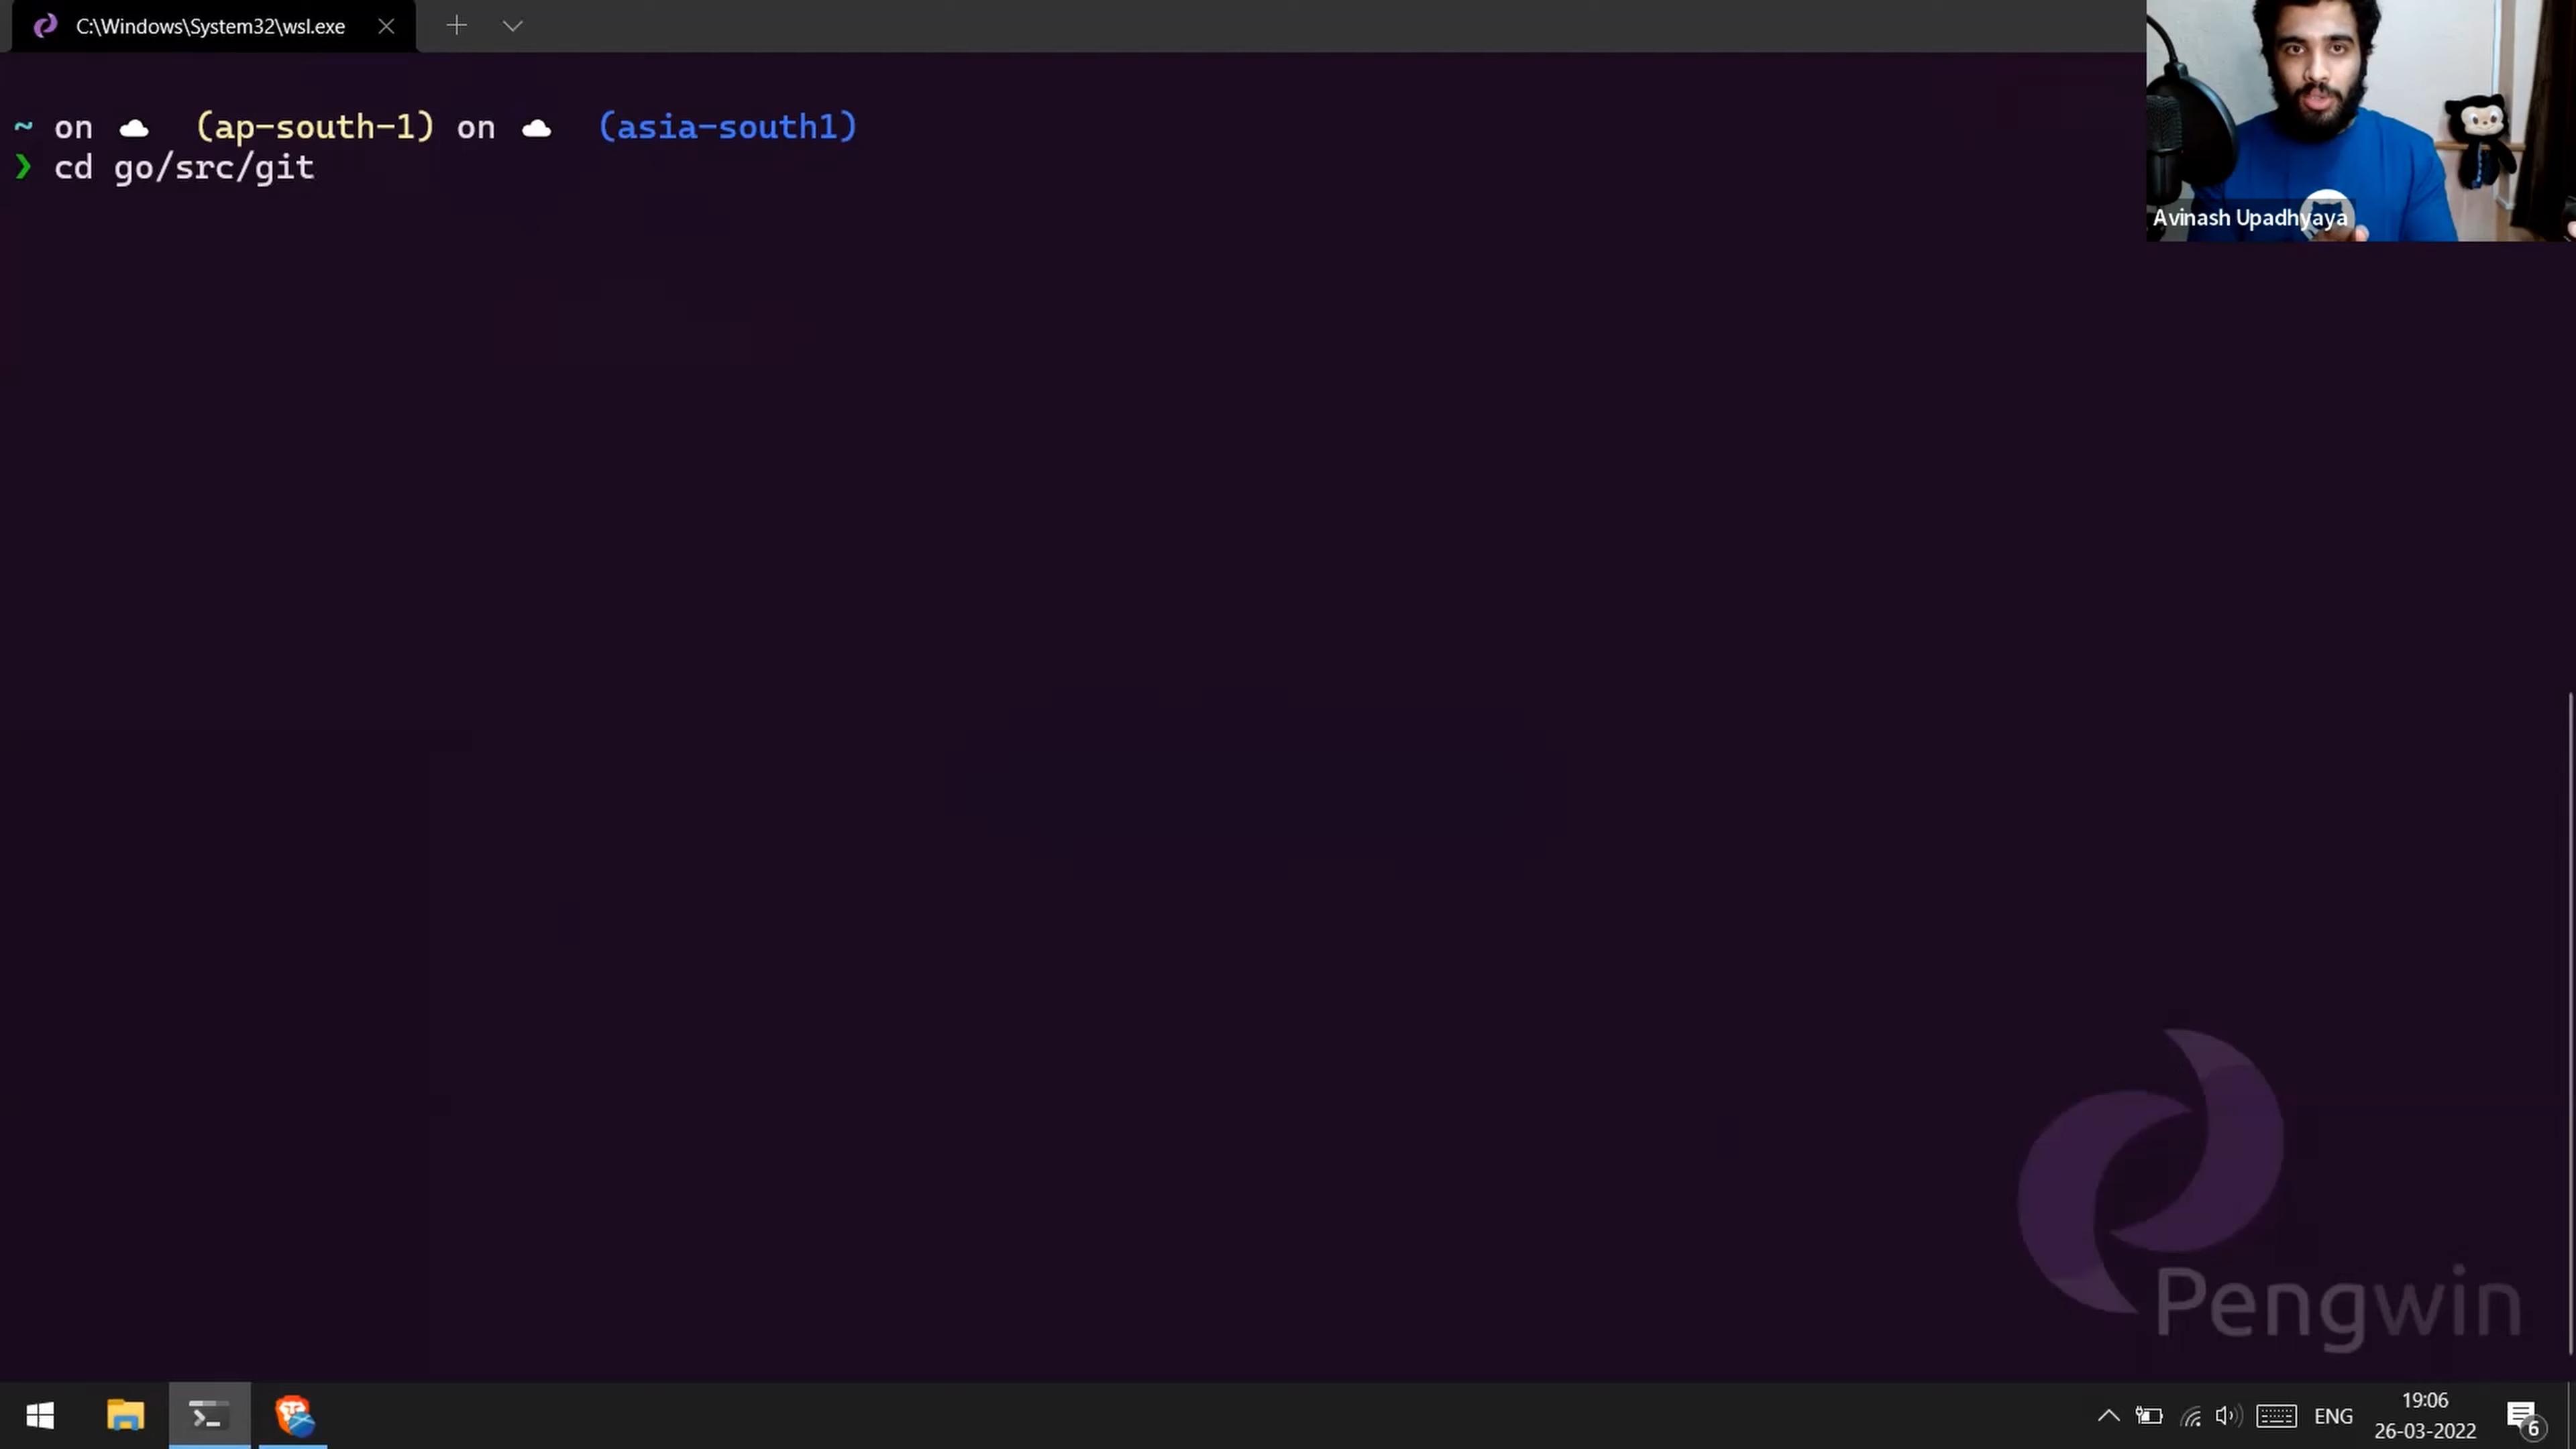 C:\Windows\System32\wsl.exe
~ on (ap-south-1) on (asia-south1)
❯ cd go/src/git
Avinash Upadhyaya
Pengwin
ENG
19:06
26-03-2022
6